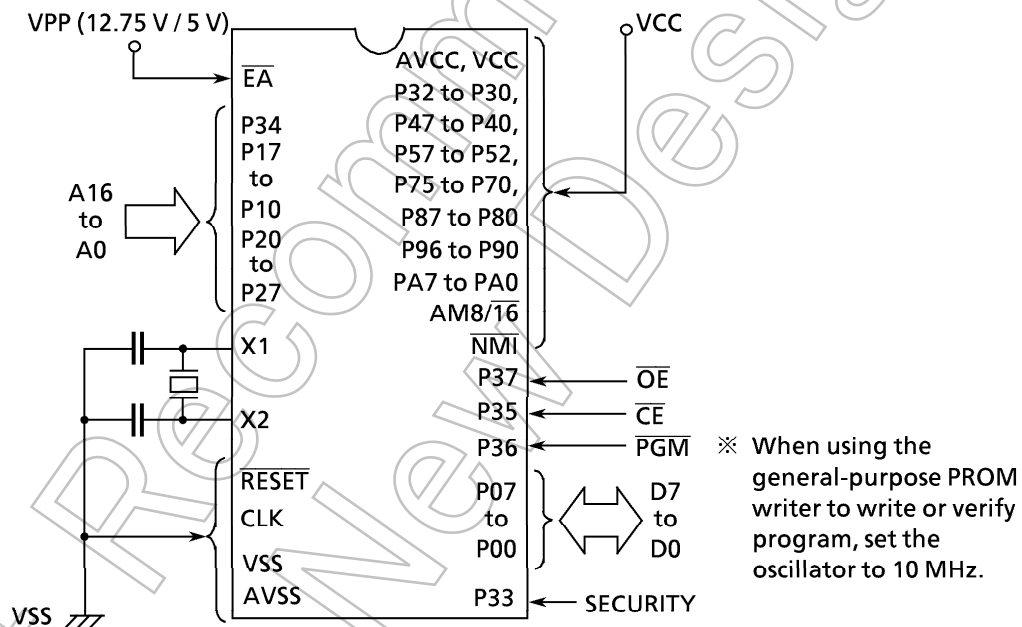 VPP (12.75 V / 5 V)
VCC
EA
AVCC, VCC
P32 to P30,
P47 to P40,
P57 to P52,
P75 to P70,
P87 to P80
P96 to P90
PA7 to PA0
AM8/16
NMI
P34
P17
to
P10
P20
to
P27
A16
to
A0
X1
X2
P37
OE
P35
CE
P36
PGM
RESET
CLK
VSS
AVSS
P07
to
P00
D7
to
D0
P33
SECURITY
※ When using the
general-purpose PROM
writer to write or verify
program, set the
oscillator to 10 MHz.
VSS
Recomm
New Desi